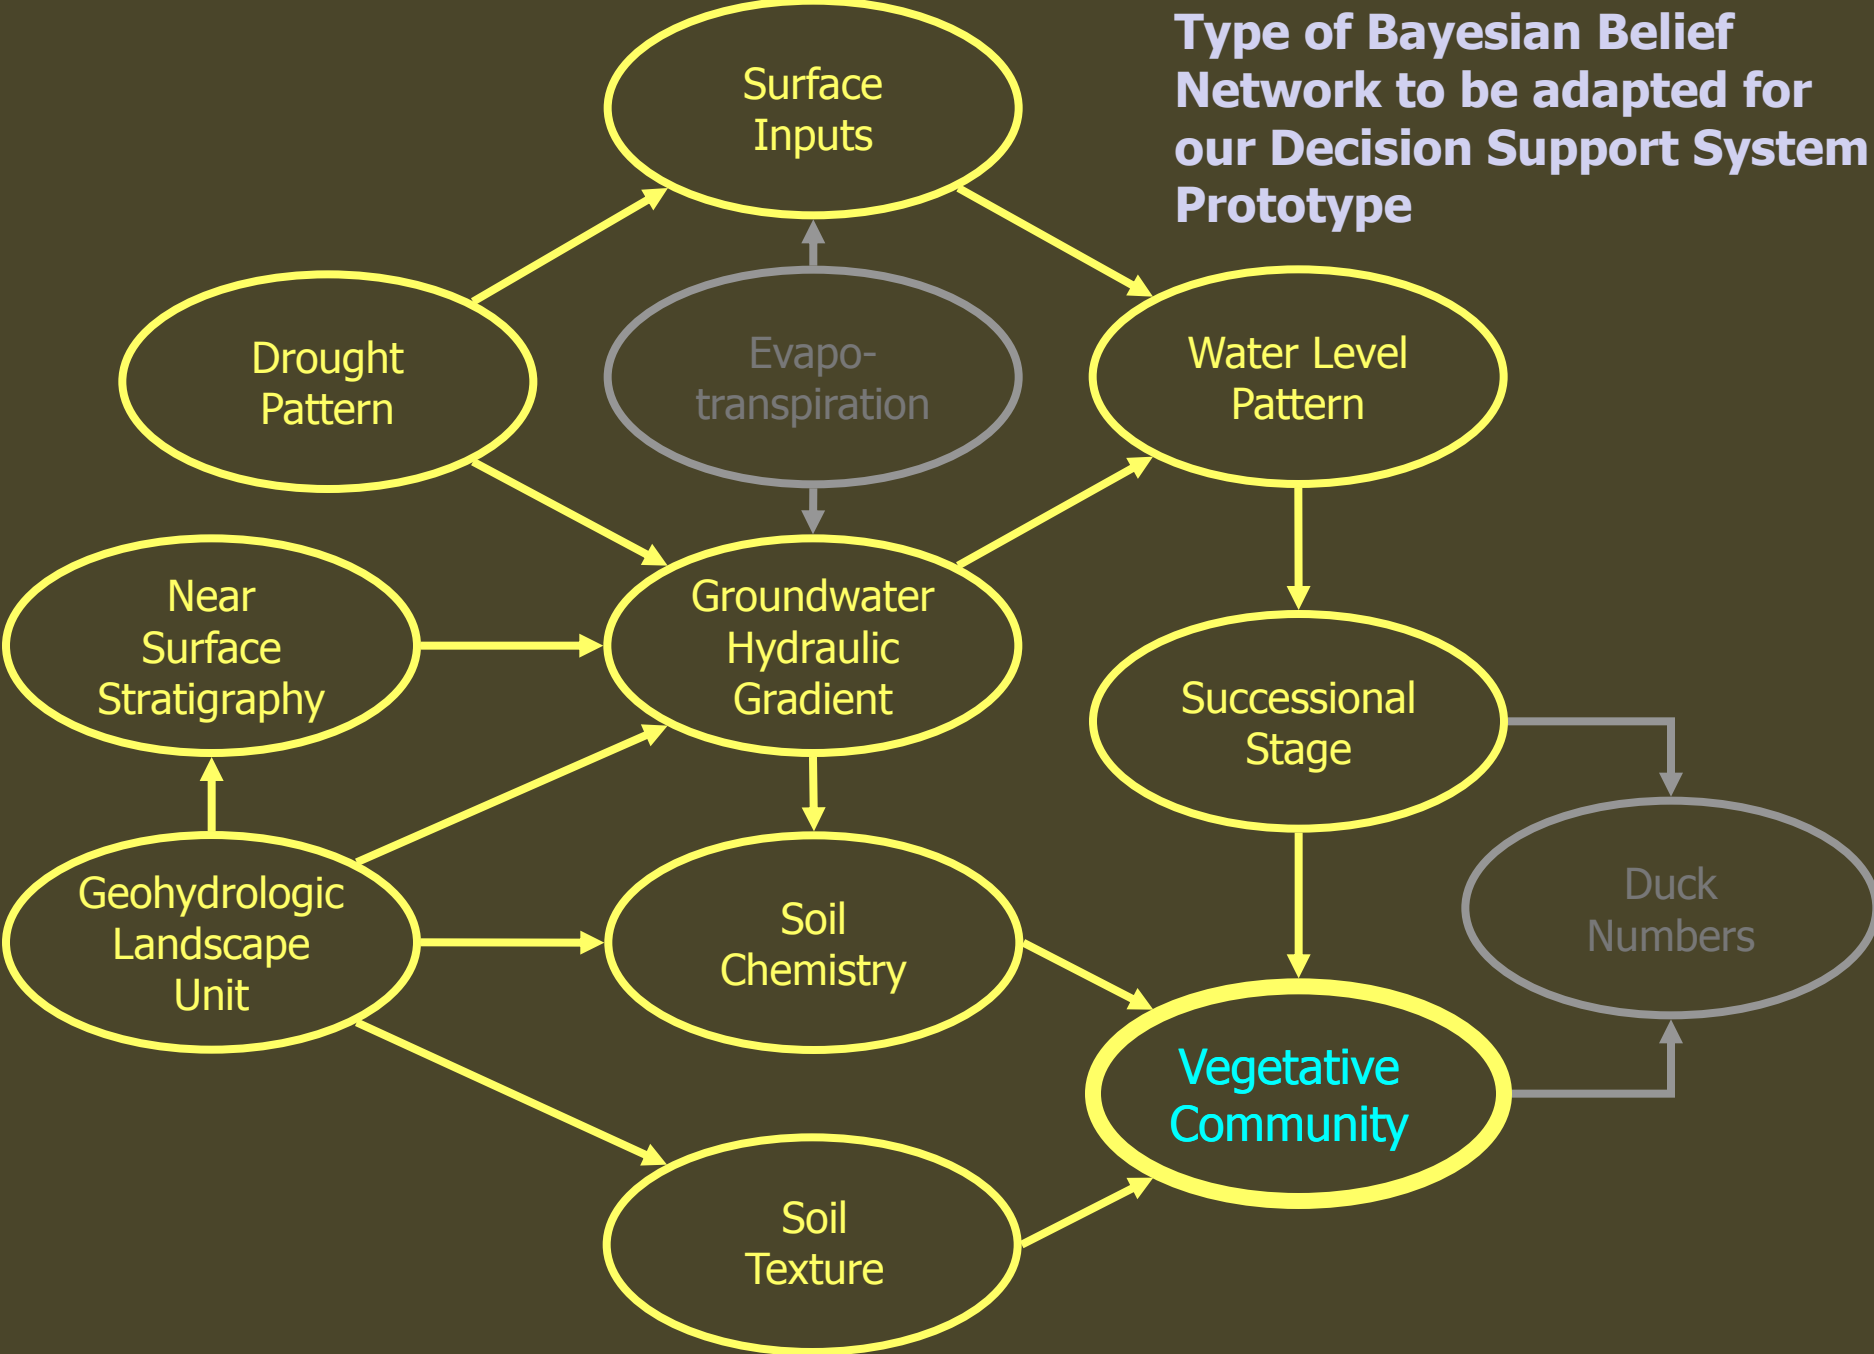 Type of Bayesian Belief
Network to be adapted for
our Decision Support System
Prototype
Surface
Inputs
Drought
Pattern
Evapo-
transpiration
Water Level
Pattern
Near
Surface
Stratigraphy
Groundwater
Hydraulic
Gradient
Successional
Stage
Geohydrologic
Landscape
Unit
Soil
Chemistry
Duck
Numbers
Vegetative
Community
Soil
Texture